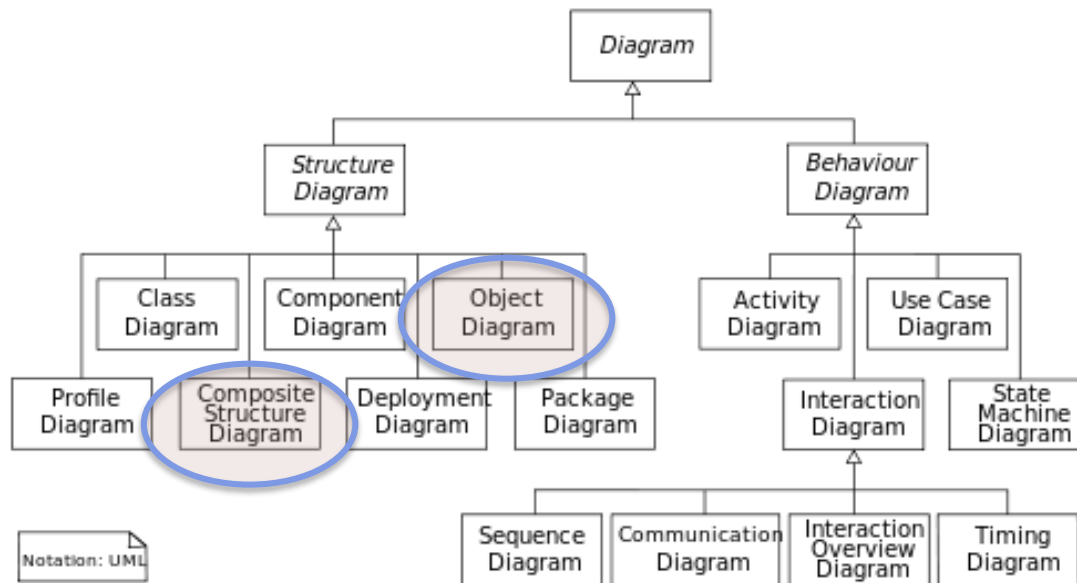 Diagram
Structure
Diagram
Behaviour
Diagram
Class
Diagram
Component
Diagram
Object
Diagram
Activity
Diagram
Use Case
Diagram
Profile
Diagram
Composite
Structure
Diagram
Deployment
Diagram
Package
Diagram
Interaction
Diagram
State
Machine
Diagram
Sequence
Diagram
Communication
Diagram
Interaction
Overview
Diagram
Timing
Diagram
Notation: UML